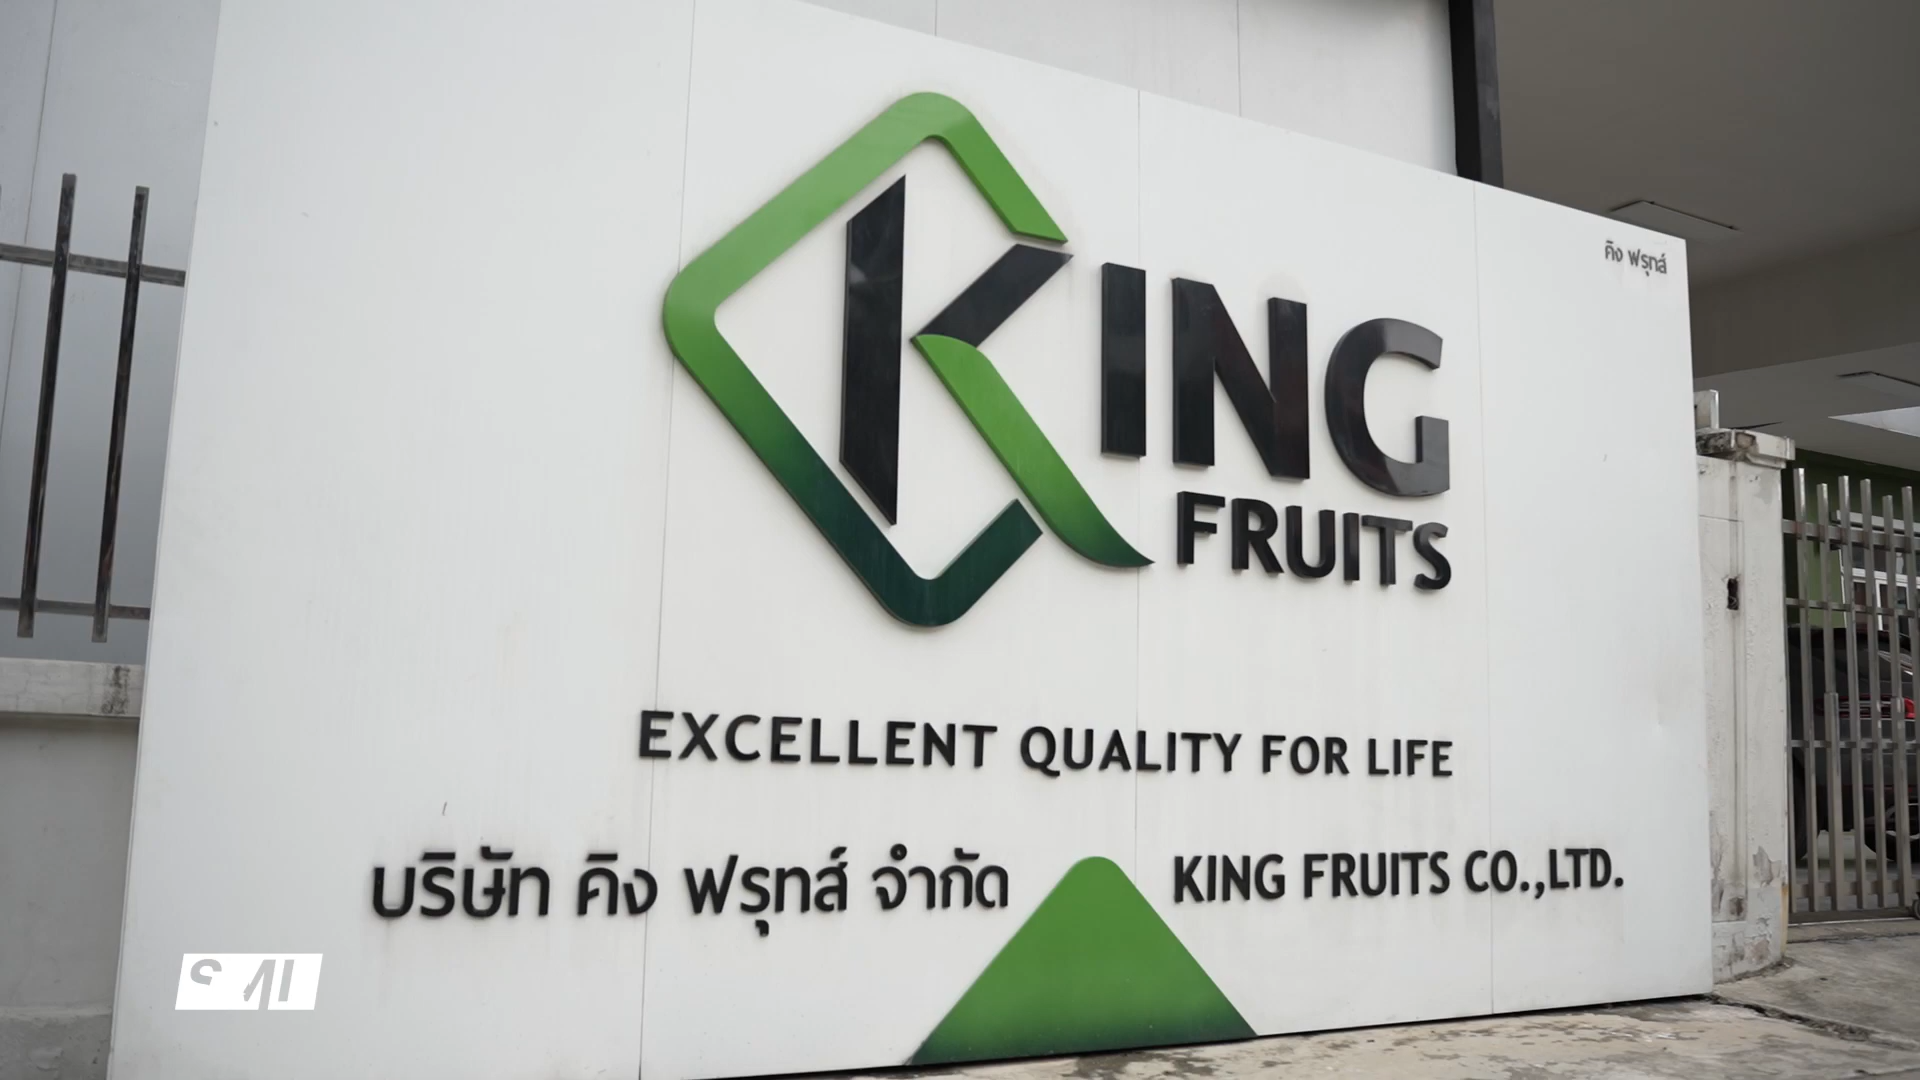 KING
FRUITS
คิง ฟรุทส์
EXCELLENT QUALITY FOR LIFE
บริษัท คิง ฟรุทส์ จำกัด
KING FRUITS CO.,LTD.